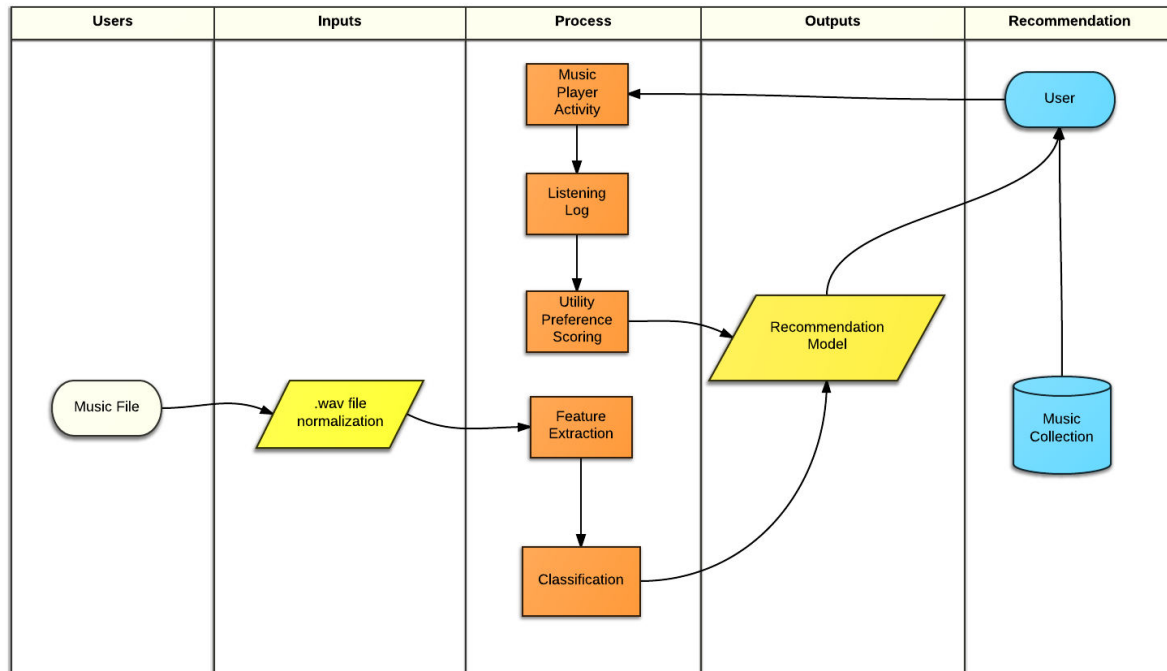 Users
Inputs
Process
Outputs
Recommendation
Music
Player
Activity
User
Listening
Log
Utility
Preference
Scoring
Recommendation
Model
Music File
.wav file
normalization
Feature
Extraction
Music
Collection
Classification